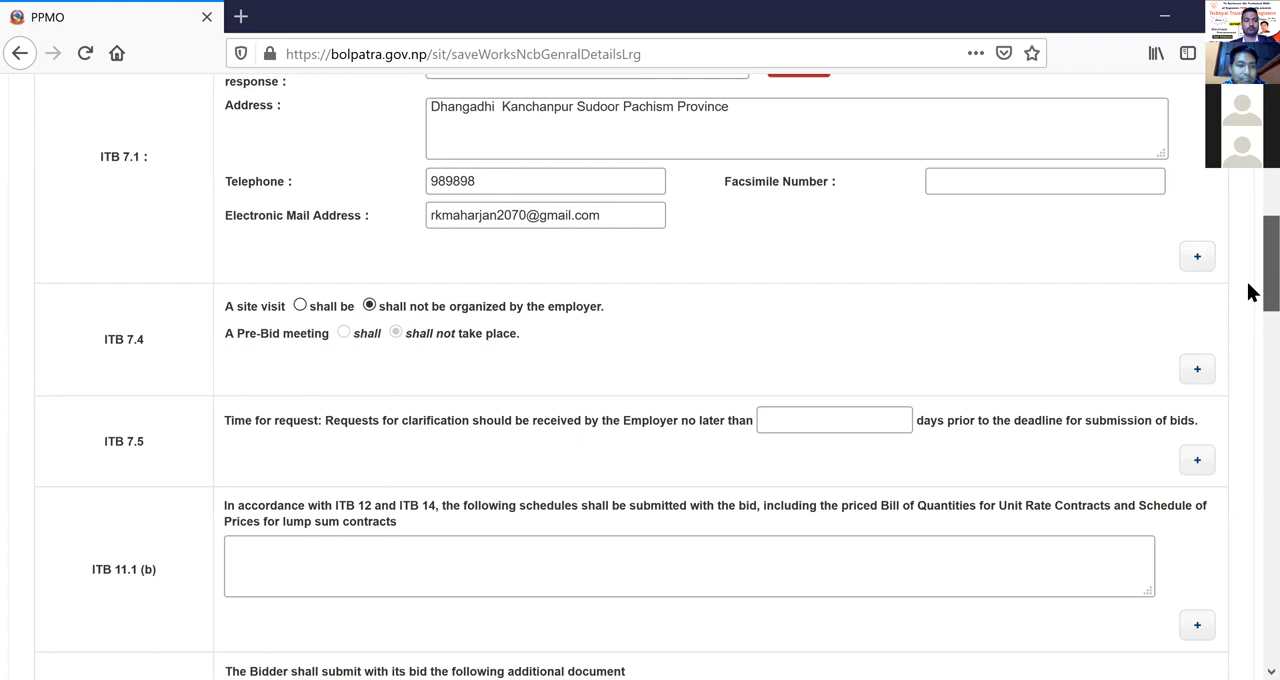 PPMO
https://bolpatra.gov.np/sit/saveWorksNcfGenralDetailsLrg
response :
Address :
Dhangadhi Kanchanpur Sudoor Pachism Province
ITB 7.1 :
Telephone :
989898
Facsimile Number :
Electronic Mail Address :
rkmaharjan2070@gmail.com
+
A site visit shall be shall not be organized by the employer.
ITB 7.4
A Pre-Bid meeting shall shall not take place.
+
Time for request: Requests for clarification should be received by the Employer no later than days prior to the deadline for submission of bids.
ITB 7.5
+
In accordance with ITB 12 and ITB 14, the following schedules shall be submitted with the bid, including the priced Bill of Quantities for Unit Rate Contracts and Schedule of
Prices for lump sum contracts
ITB 11.1 (b)
+
The Bidder shall submit with its bid the following additional document